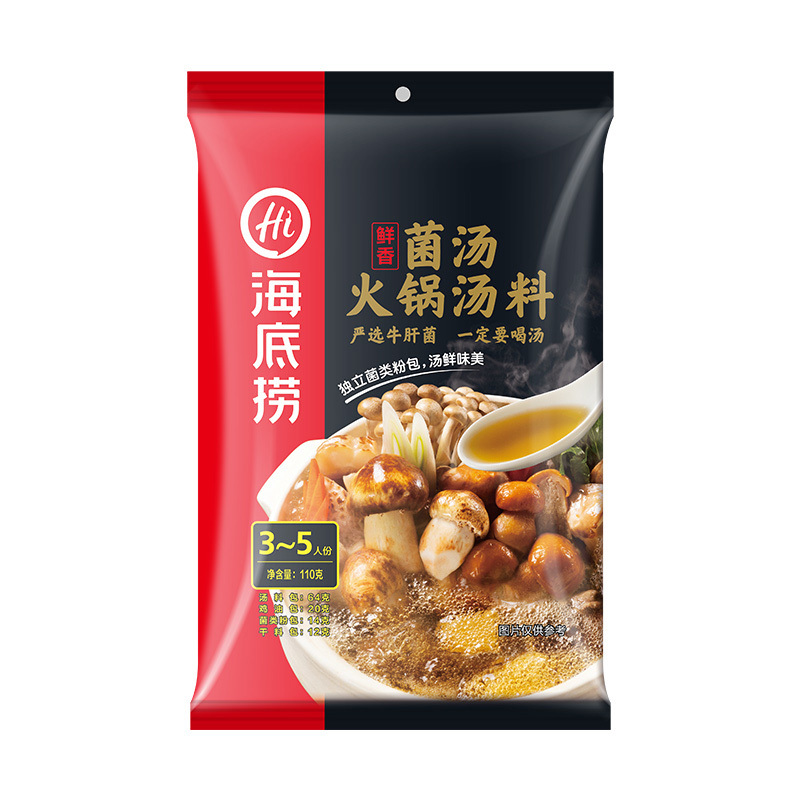 Hi
海底捞
鲜香
菌汤
火锅汤料
严选牛肝菌 一定要喝汤
独立菌类粉包,汤鲜味美
3~5人份
净含量:110克
汤料包:64克
鸡油包:20克
菌类粉包:14克
干料包:12克
图片仅供参考